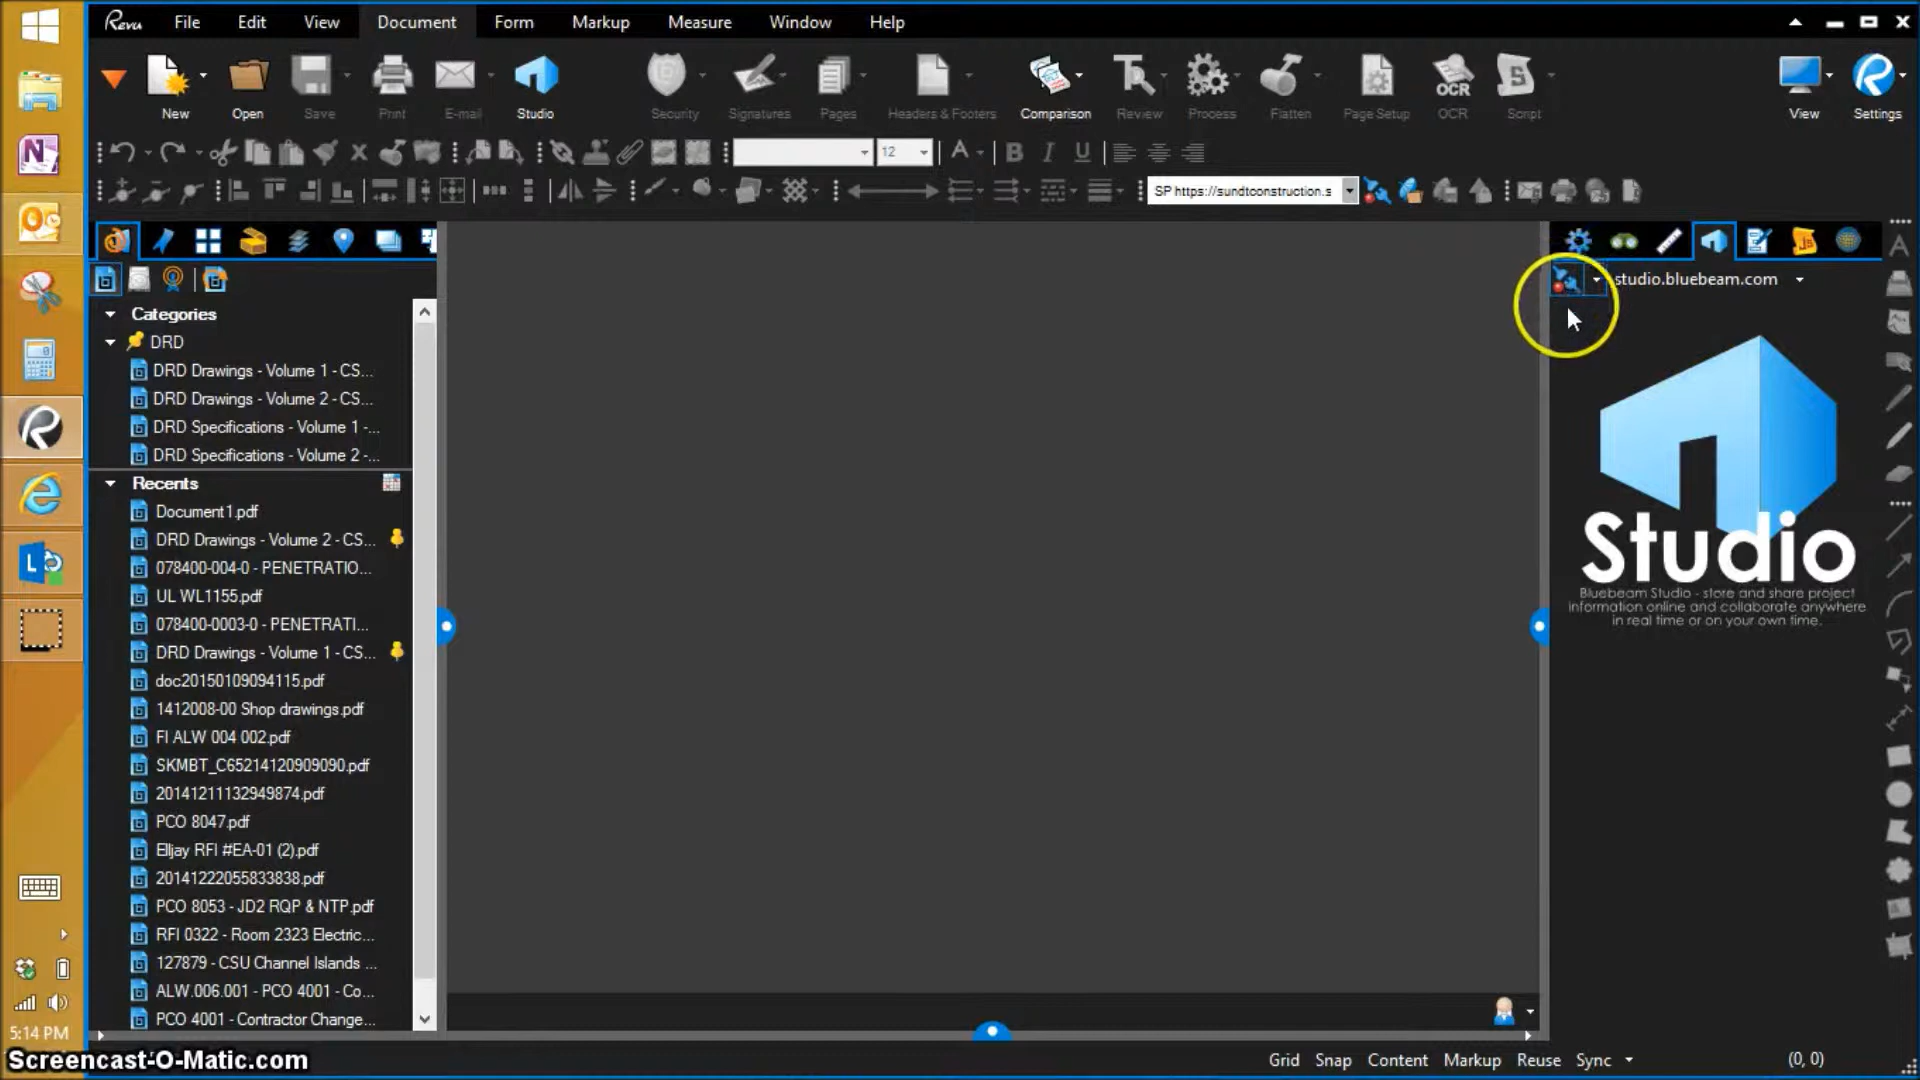 Revu File Edit View Document Form Markup Measure Window Help
New Open Save Print E-mail Studio Security Signatures Pages Headers & Footers Comparison Review Process Flatten Page Setup OCR Script View Settings
12
SP https://sundtconstruction.s
studio.bluebeam.com
Categories
DRD
DRD Drawings - Volume 1 - CS...
DRD Drawings - Volume 2 - CS...
DRD Specifications - Volume 1 -...
DRD Specifications - Volume 2 -...
Recents
Document1.pdf
DRD Drawings - Volume 2 - CS...
078400-004-0 - PENETRATIO...
UL WL1155.pdf
078400-0003-0 - PENETRATI...
DRD Drawings - Volume 1 - CS...
doc20150109094115.pdf
1412008-00 Shop drawings.pdf
FI ALW 004 002.pdf
SKMBT_C65214120909090.pdf
20141211132949874.pdf
PCO 8047.pdf
Elljay RFI #EA-01 (2).pdf
20141222055833838.pdf
PCO 8053 - JD2 RQP & NTP.pdf
RFI 0322 - Room 2323 Electric...
127879 - CSU Channel Islands ...
ALW.006.001 - PCO 4001 - Co...
PCO 4001 - Contractor Change...
Studio
Bluebeam Studio - store and share project
information online and collaborate anywhere
in real time or on your own time.
5:14 PM
Screencast-O-Matic.com
Grid Snap Content Markup Reuse Sync (0, 0)